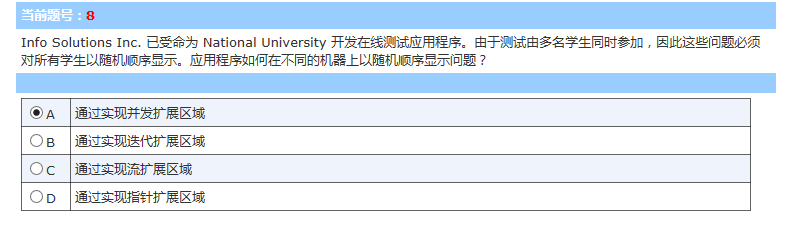 当前题号：8
Info Solutions Inc. 已受命为 National University 开发在线测试应用程序。由于测试由多名学生同时参加，因此这些问题必须
对所有学生以随机顺序显示。应用程序如何在不同的机器上以随机顺序显示问题？
A 通过实现并发扩展区域
B 通过实现迭代扩展区域
C 通过实现流扩展区域
D 通过实现指针扩展区域